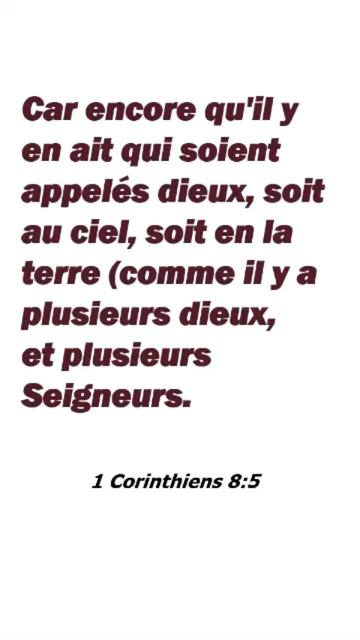 Car encore qu'il y
en ait qui soient
appelés dieux, soit
au ciel, soit en la
terre (comme il y a
plusieurs dieux,
et plusieurs
Seigneurs.
1 Corinthiens 8:5